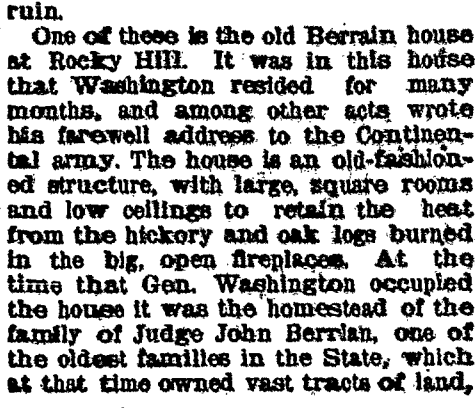 ruin.
One of these is the old Berrain house
at Rocky Hill. It was in this house
that Washington resided for many
months, and among other acts wrote
his farewell address to the Continen-
tal army. The house is an old-fashion-
ed structure, with large, square rooms
and low ceilings to retain the heat
from the hickory and oak logs burned
in the big, open fireplaces. At the
time that Gen. Washington occupied
the house it was the homestead of the
family of Judge John Berrian, one of
the oldest families in the State, which
at that time owned vast tracts of land,